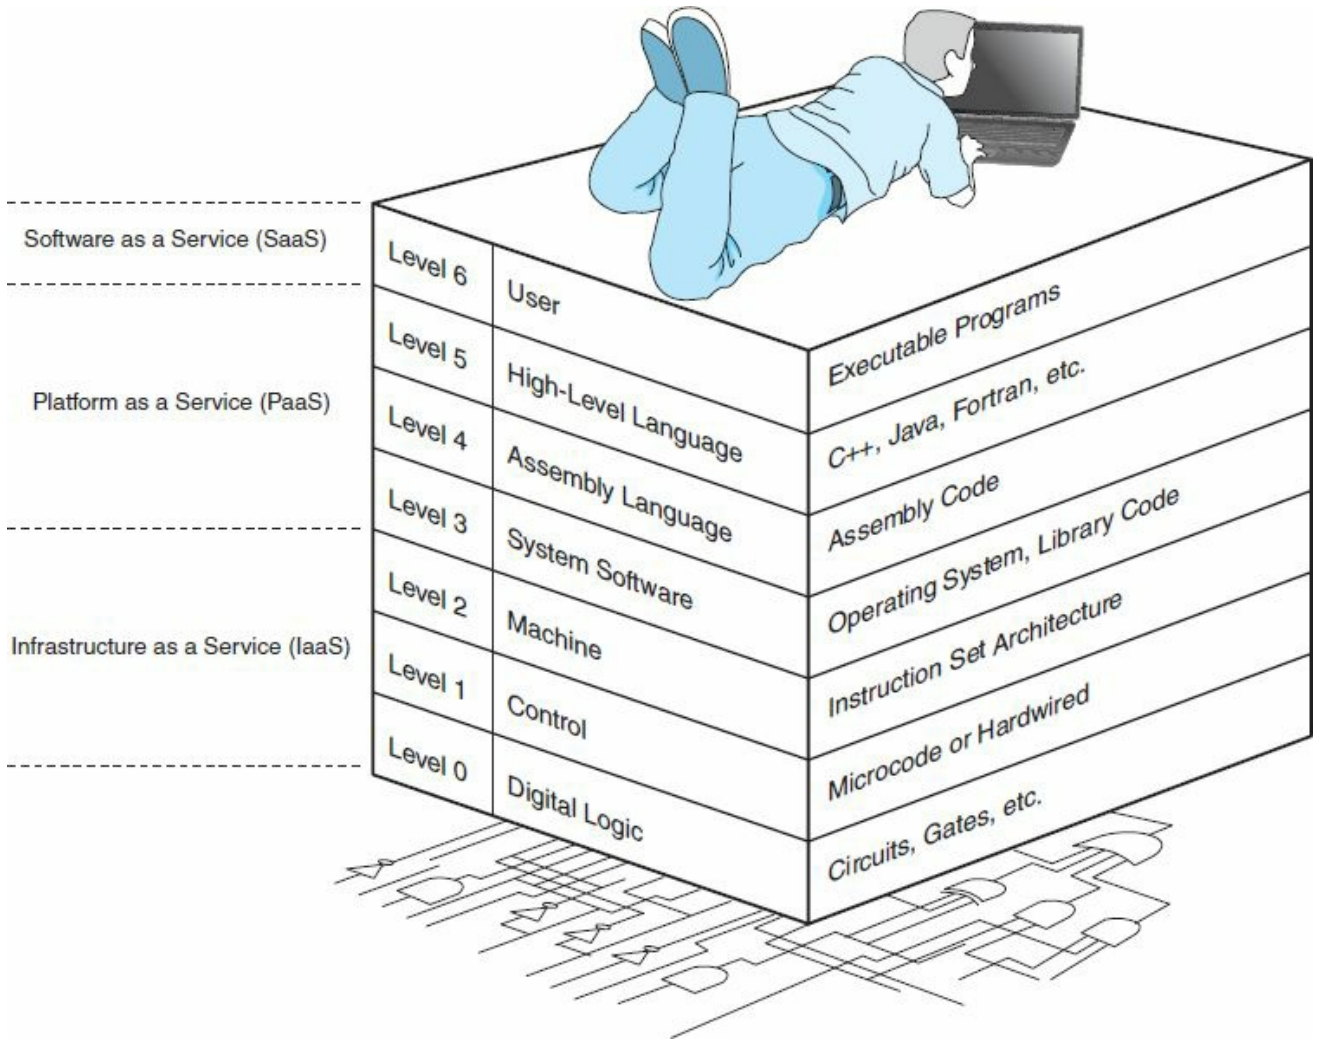 Software as a Service (SaaS)
Platform as a Service (PaaS)
Infrastructure as a Service (IaaS)
Level 6
User
Executable Programs
Level 5
High-Level Language
C++, Java, Fortran, etc.
Level 4
Assembly Language
Assembly Code
Level 3
System Software
Operating System, Library Code
Level 2
Machine
Instruction Set Architecture
Level 1
Control
Microcode or Hardwired
Level 0
Digital Logic
Circuits, Gates, etc.